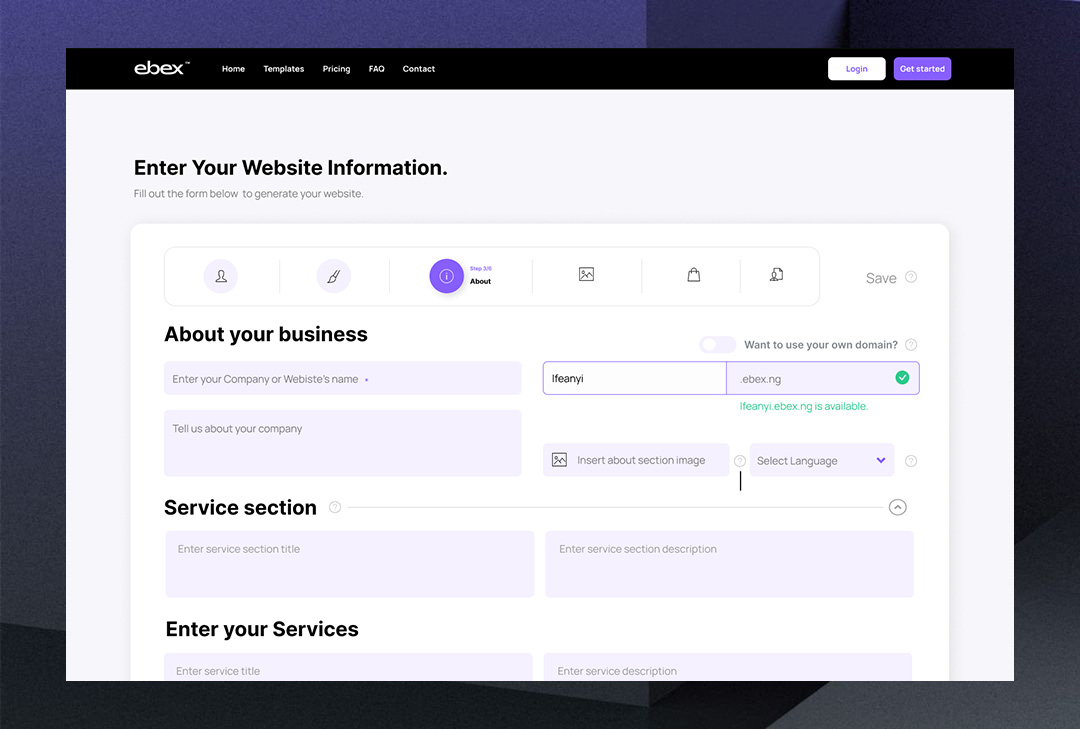 ebex™
Home Templates Pricing FAQ Contact
Login Get started
Enter Your Website Information.
Fill out the form below to generate your website.
Step 3/6
About
Save ?
About your business
Want to use your own domain? ?
Enter your Company or Webiste's name
Ifeanyi .ebex.ng
Ifeanyi.ebex.ng is available.
Tell us about your company
Insert about section image ? Select Language ?
Service section ?
Enter service section title Enter service section description
Enter your Services
Enter service title Enter service description